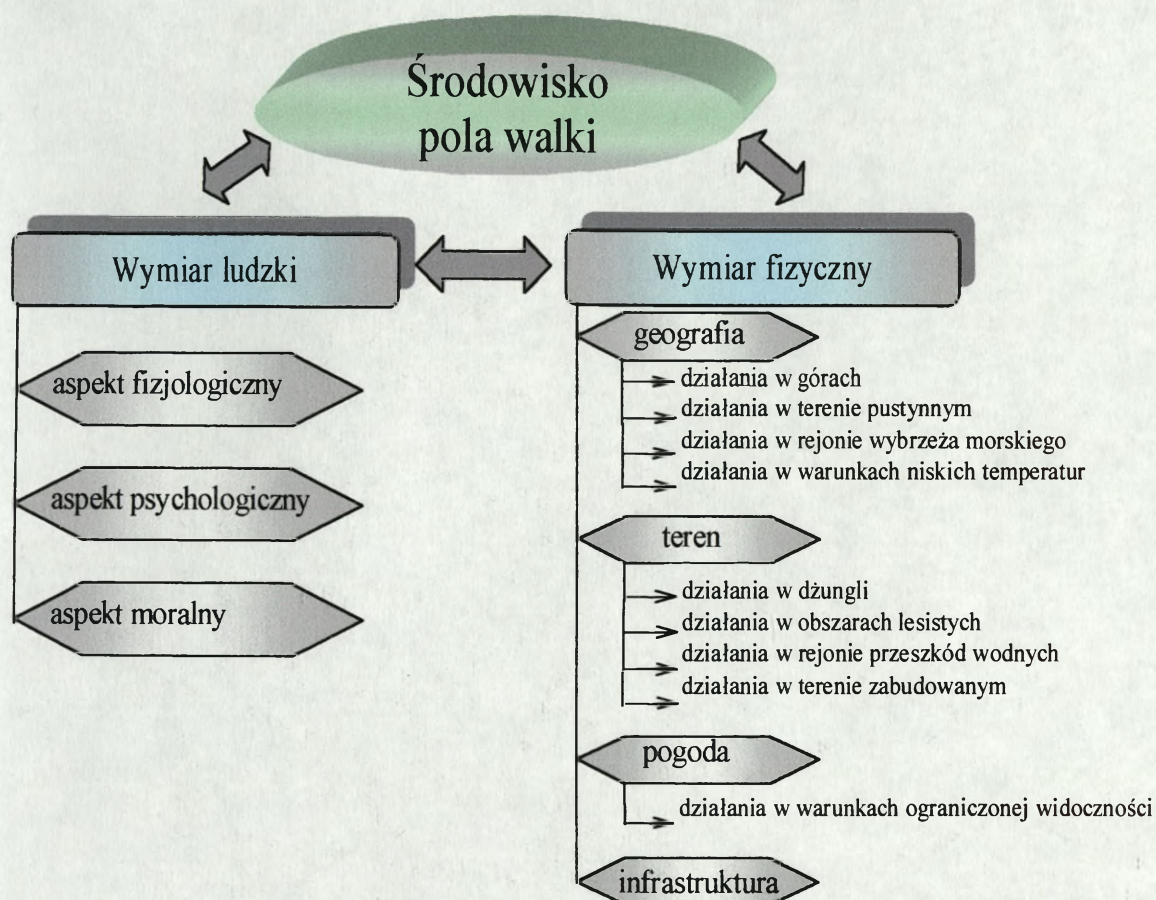 Środowisko
pola walki
Wymiar ludzki
aspekt fizjologiczny
aspekt psychologiczny
aspekt moralny
Wymiar fizyczny
geografia
działania w górach
działania w terenie pustynnym
działania w rejonie wybrzeża morskiego
działania w warunkach niskich temperatur
teren
działania w dżungli
działania w obszarach lesistych
działania w rejonie przeszkód wodnych
działania w terenie zabudowanym
pogoda
działania w warunkach ograniczonej widoczności
infrastruktura